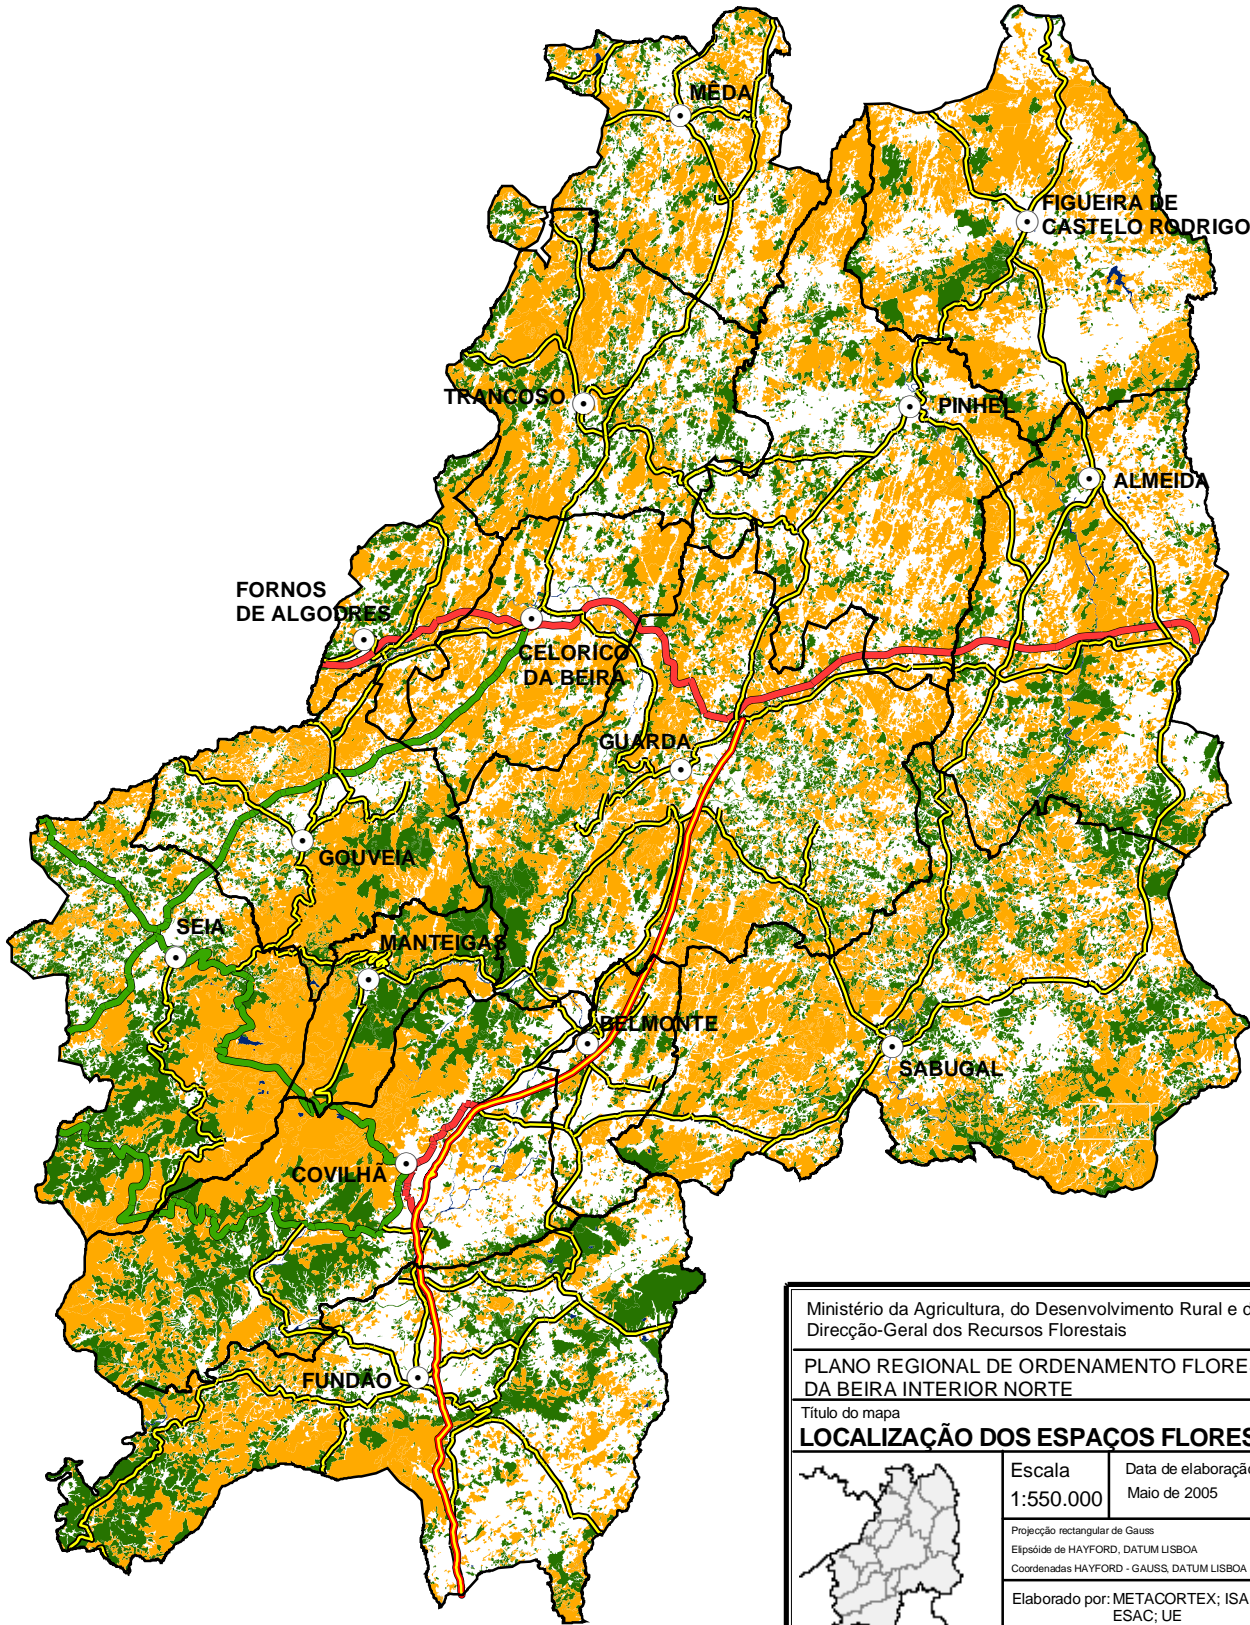 MÊDA
FIGUEIRA DE
CASTELO RODRIGO
TRANCOSO
PINHEL
ALMEIDA
FORNOS
DE ALGODRES
CELORICO
DA BEIRA
GUARDA
GOUVEIA
SEIA
MANTEIGAS
BELMONTE
SABUGAL
COVILHÃ
FUNDÃO
Ministério da Agricultura, do Desenvolvimento Rural e d
Direcção-Geral dos Recursos Florestais
PLANO REGIONAL DE ORDENAMENTO FLORE
DA BEIRA INTERIOR NORTE
Título do mapa
LOCALIZAÇÃO DOS ESPAÇOS FLORES
Escala
1:550.000
Data de elaboração
Maio de 2005
Projecção rectangular de Gauss
Elipsóide de HAYFORD, DATUM LISBOA
Coordenadas HAYFORD - GAUSS, DATUM LISBOA
Elaborado por: METACORTEX; ISA
ESAC; UE